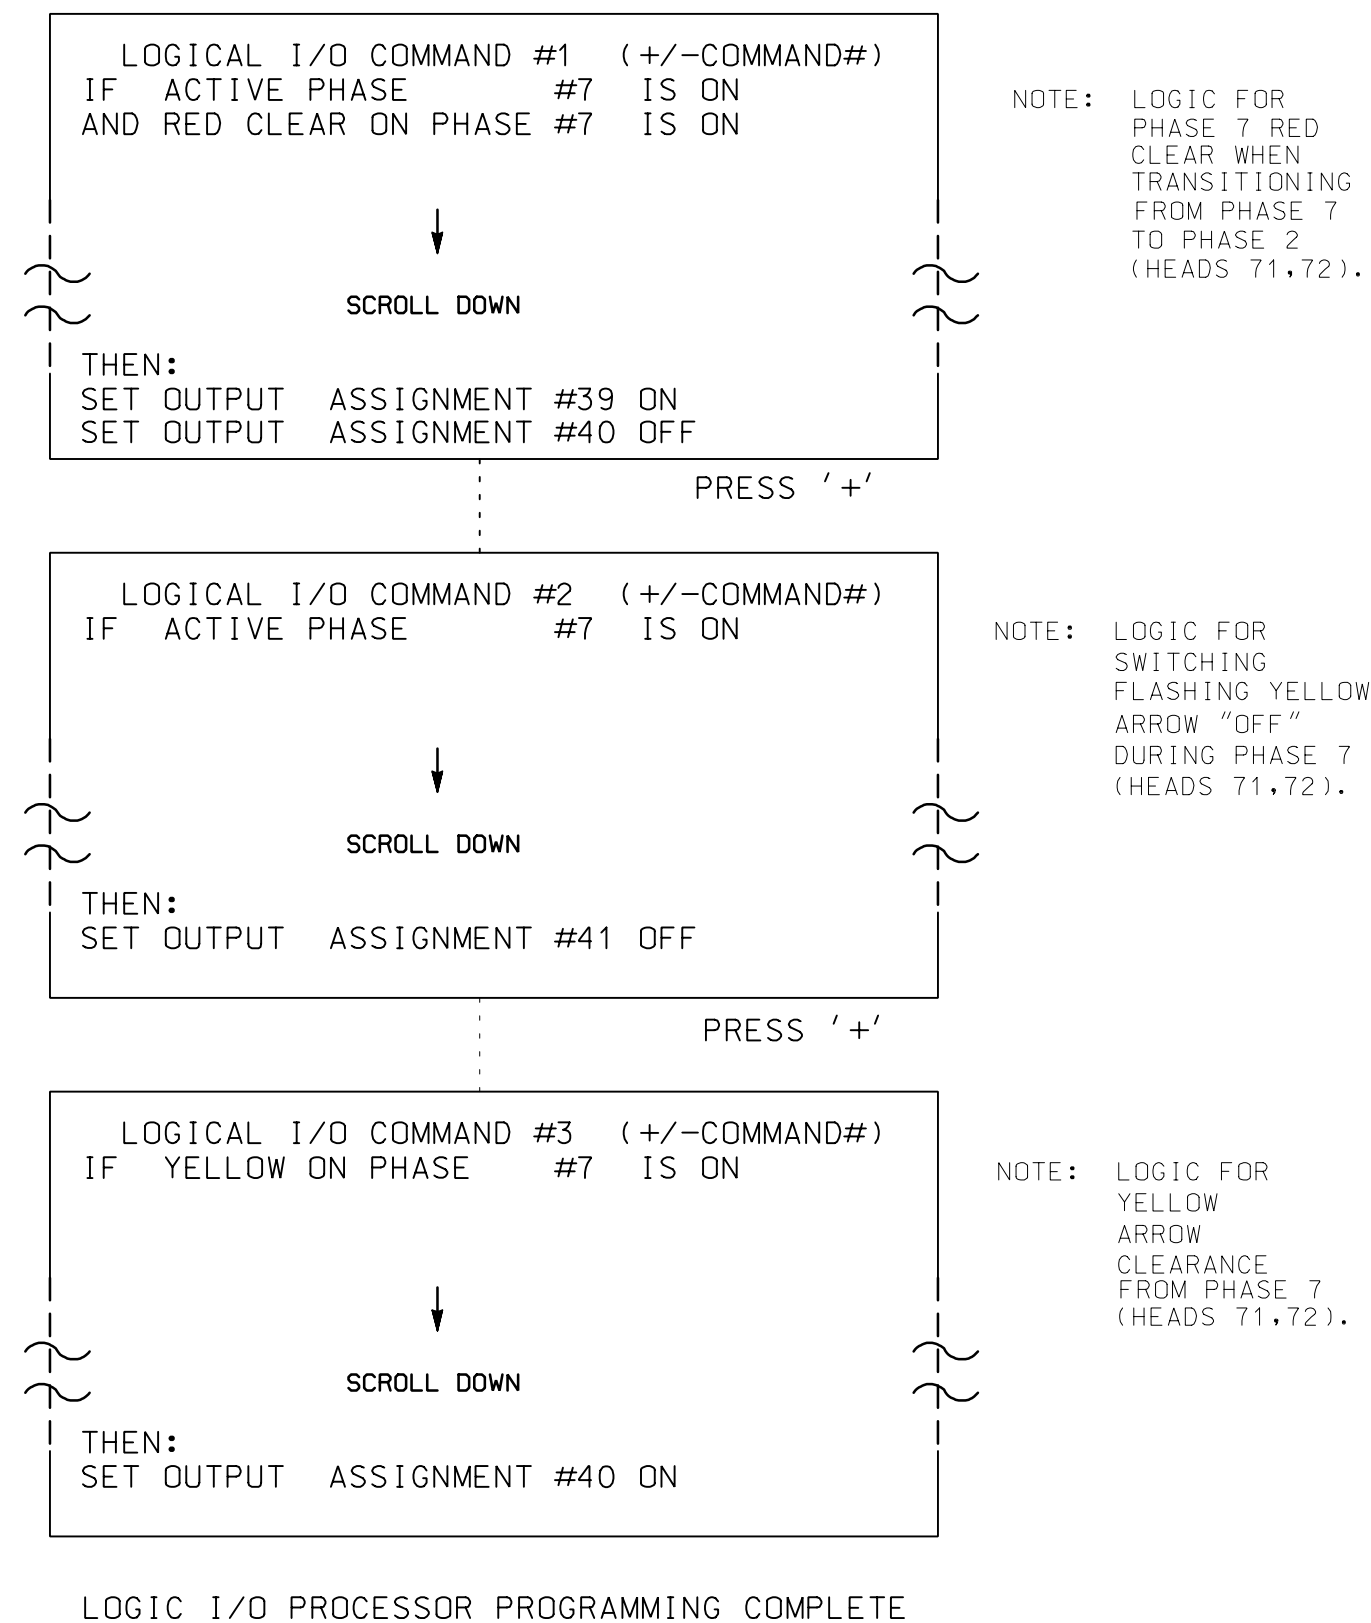 LOGICAL I/O COMMAND #1 (+/-COMMAND#)
IF ACTIVE PHASE #7 IS ON
AND RED CLEAR ON PHASE #7 IS ON
SCROLL DOWN
THEN:
SET OUTPUT ASSIGNMENT #39 ON
SET OUTPUT ASSIGNMENT #40 OFF
NOTE: LOGIC FOR
PHASE 7 RED
CLEAR WHEN
TRANSITIONING
FROM PHASE 7
TO PHASE 2
(HEADS 71,72).
PRESS '+'
LOGICAL I/O COMMAND #2 (+/-COMMAND#)
IF ACTIVE PHASE #7 IS ON
SCROLL DOWN
THEN:
SET OUTPUT ASSIGNMENT #41 OFF
NOTE: LOGIC FOR
SWITCHING
FLASHING YELLOW
ARROW "OFF"
DURING PHASE 7
(HEADS 71,72).
PRESS '+'
LOGICAL I/O COMMAND #3 (+/-COMMAND#)
IF YELLOW ON PHASE #7 IS ON
SCROLL DOWN
THEN:
SET OUTPUT ASSIGNMENT #40 ON
NOTE: LOGIC FOR
YELLOW
ARROW
CLEARANCE
FROM PHASE 7
(HEADS 71,72).
LOGIC I/O PROCESSOR PROGRAMMING COMPLETE